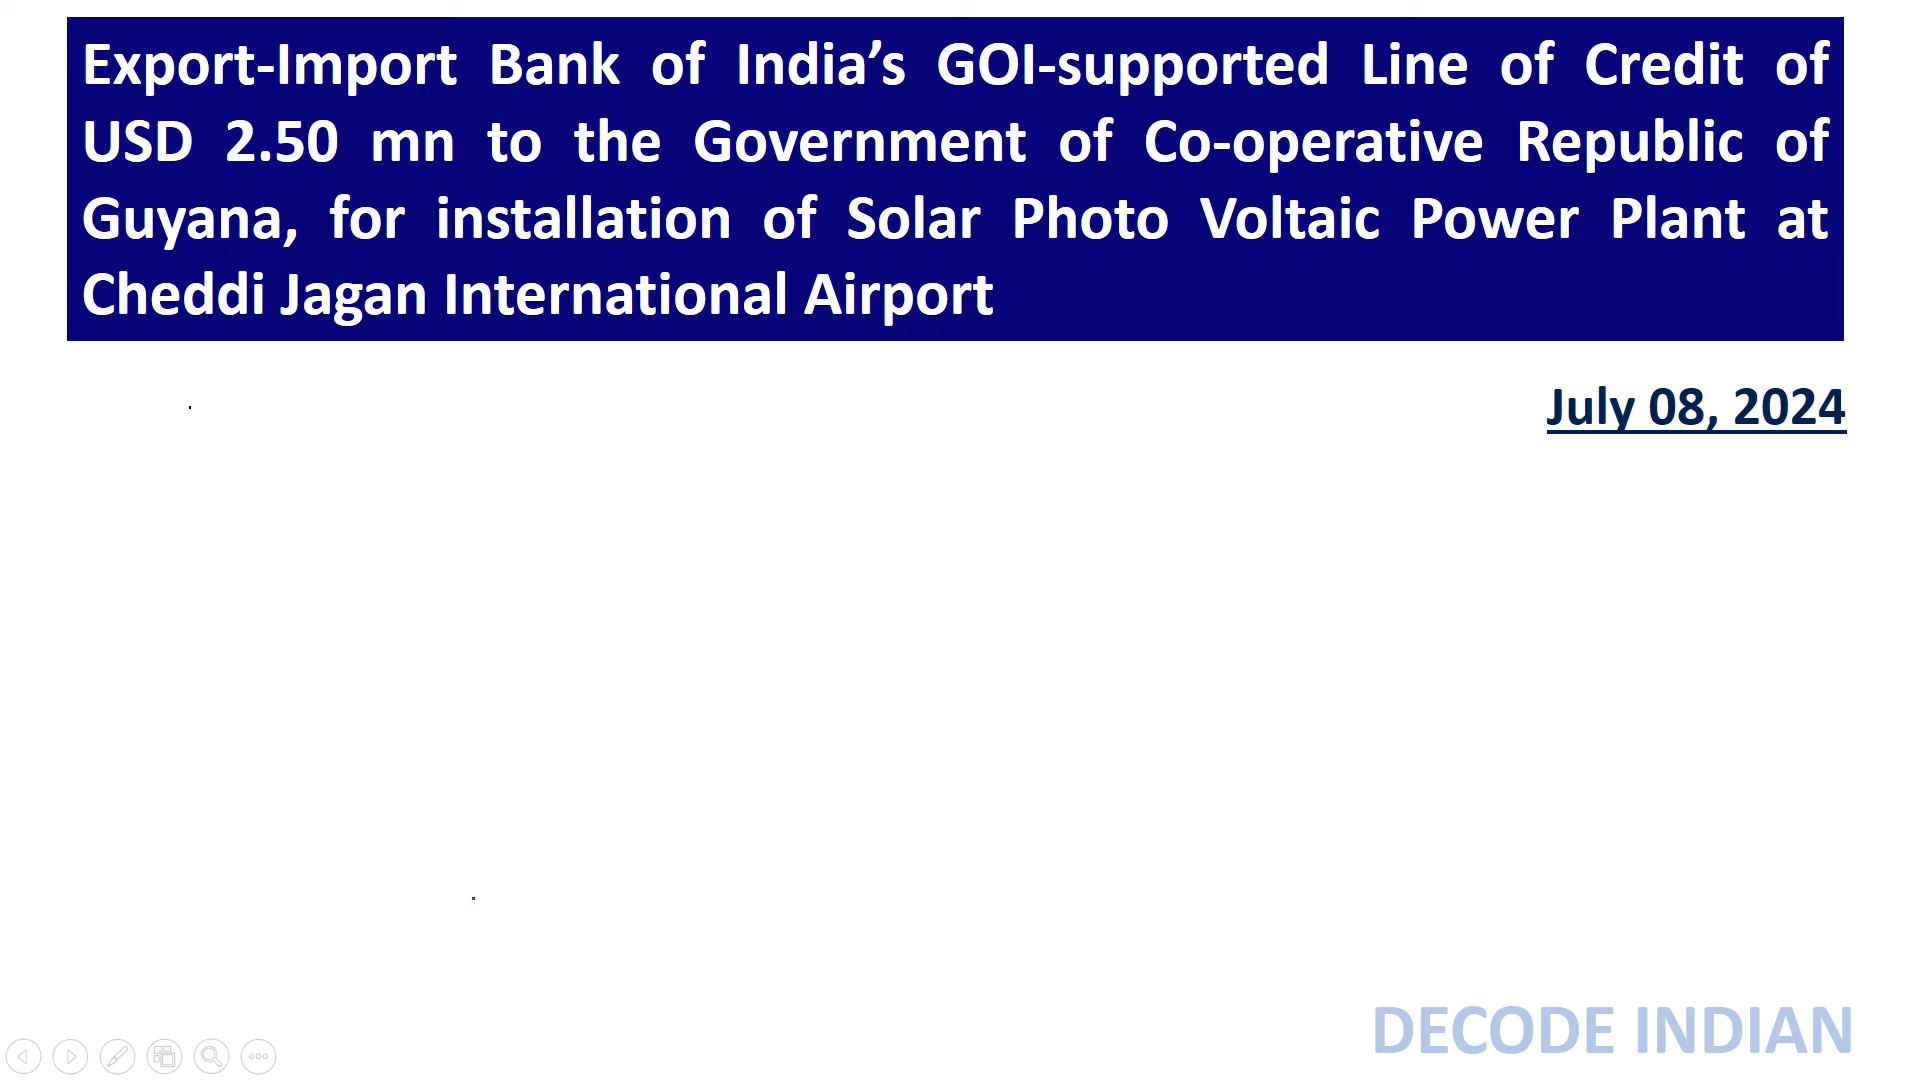 Export-Import Bank of India’s GOI-supported Line of Credit of
USD 2.50 mn to the Government of Co-operative Republic of
Guyana, for installation of Solar Photo Voltaic Power Plant at
Cheddi Jagan International Airport
July 08, 2024
DECODE INDIAN